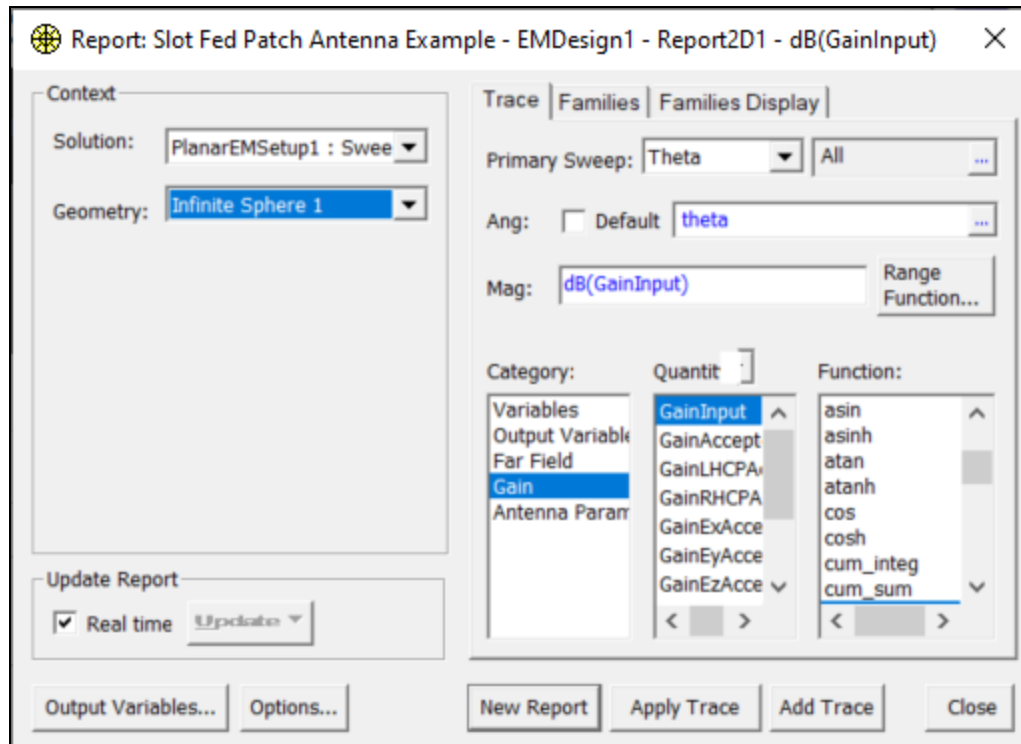 Report: Slot Fed Patch Antenna Example - EMDesign1 - Report2D1 - dB(GainInput)
Context
Solution: PlanarEMSetup1 : Swee
Geometry: Infinite Sphere 1
Update Report
Real time Update
Output Variables... Options...
Trace Families Families Display
Primary Sweep: Theta All ...
Ang: Default theta ...
Mag: dB(GainInput) Range
Function...
Category: Quantit Function:
Variables
Output Variable
Far Field
Gain
Antenna Param
GainInput
GainAccept
GainLHCPA
GainRHCPA
GainExAcce
GainEyAcce
GainEzAcce
asin
asinh
atan
atanh
cos
cosh
cum_integ
cum_sum
New Report Apply Trace Add Trace Close